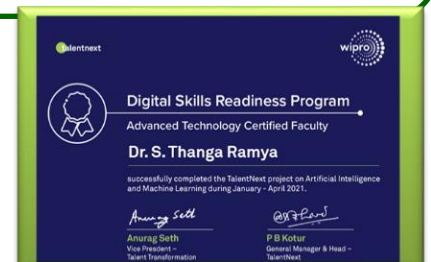 talentnext
wipro
Digital Skills Readiness Program
Advanced Technology Certified Faculty
Dr. S. Thanga Ramya
successfully completed the TalentNext project on Artificial Intelligence
and Machine Learning during January - April 2021.
Anurag Seth
Anurag Seth
P B Kotur
Vice President –
General Manager & Head –
Talent Transformation
TalentNext